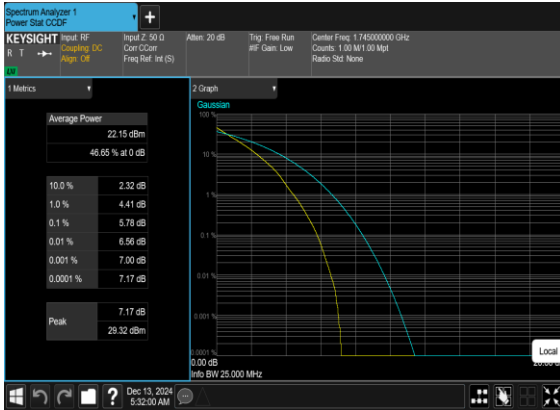 Spectrum Analyzer 1
Power Stat CCDF
KEYSIGHT
R T
Input: RF
Coupling: DC
Align: Off
Input Z: 50 Ω
Corr CCorr
Freq Ref: Int (S)
Atten: 20 dB
Trig: Free Run
#IF Gain: Low
Center Freq: 1.745000000 GHz
Counts: 1.00 M/1.00 Mpt
Radio Std: None
1 Metrics
Average Power
22.15 dBm
46.65 % at 0 dB
10.0 % 2.32 dB
1.0 % 4.41 dB
0.1 % 5.78 dB
0.01 % 6.56 dB
0.001 % 7.00 dB
0.0001 % 7.17 dB
Peak
7.17 dB
29.32 dBm
2 Graph
Gaussian
100 %
10 %
1 %
0.1 %
0.01 %
0.001 %
0.0001 %
0.00 dB
Info BW 25.000 MHz
Local
Dec 13, 2024
5:32:00 AM